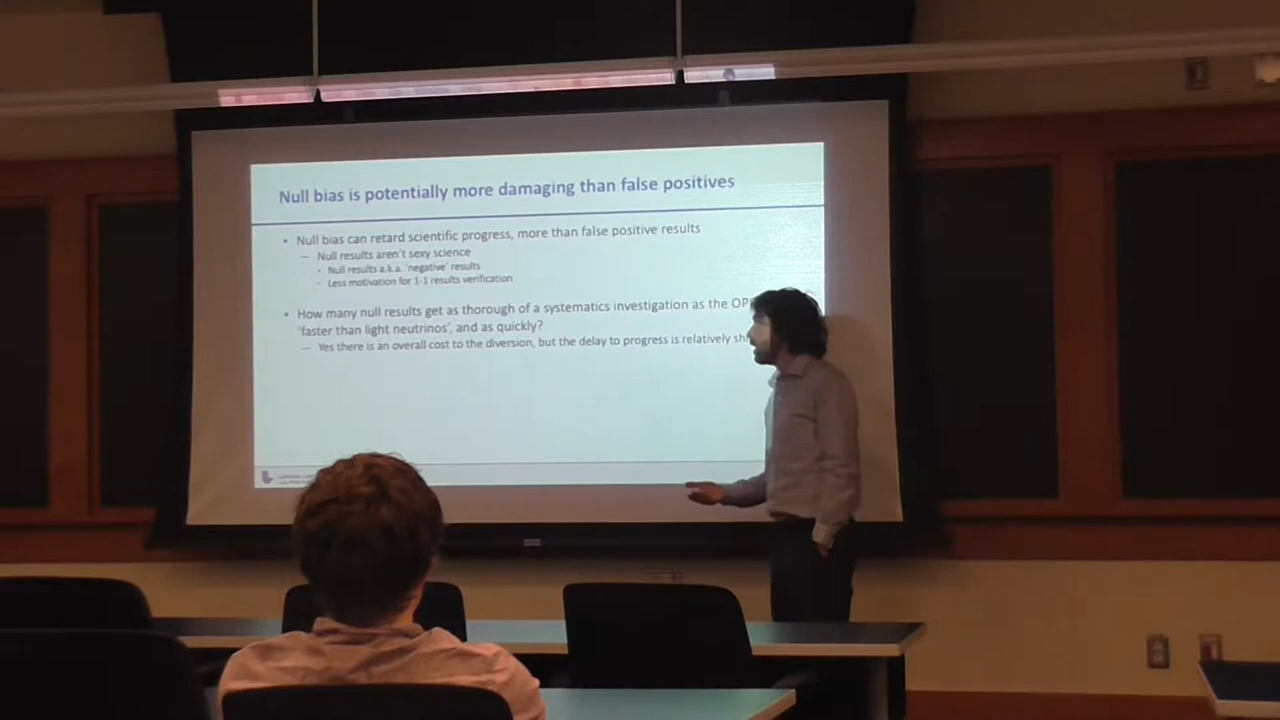 Null bias is potentially more damaging than false positives
• Null bias can retard scientific progress, more than false positive results
– Null results aren't sexy science
• Null results a.k.a. 'negative' results
• Less motivation for 1-1 results verification
• How many null results get as thorough of a systematics investigation as the
'faster than light neutrinos', and as quickly?
– Yes there is an overall cost to the diversion, but the delay to progress is relatively